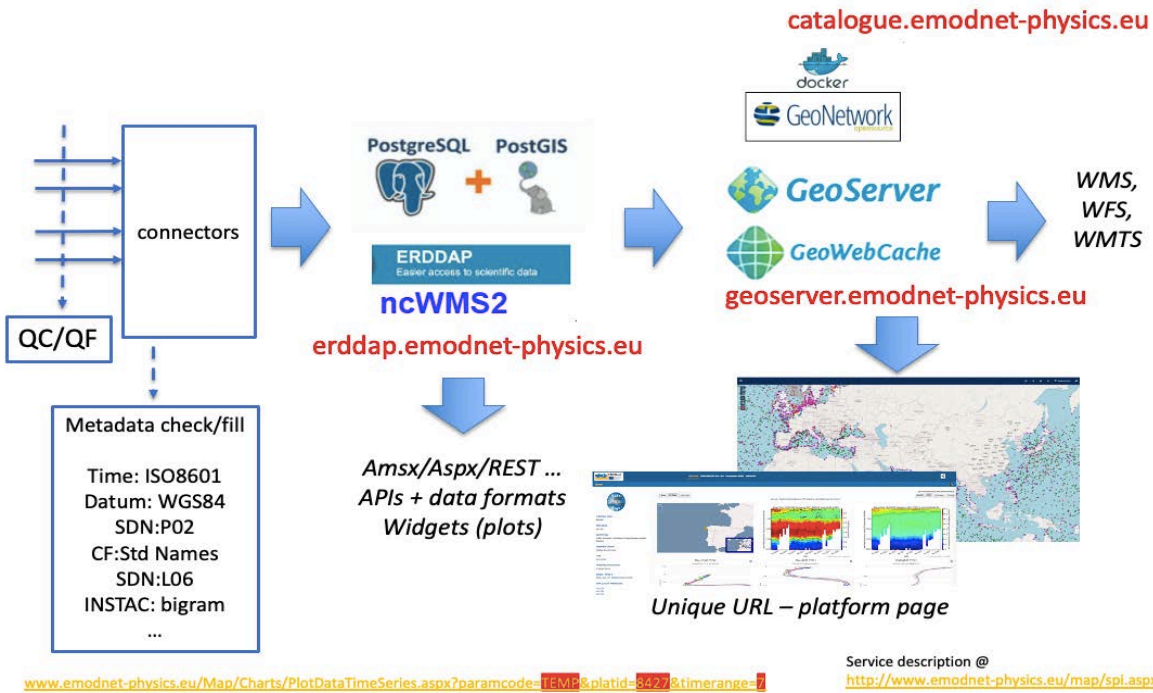 catalogue.emodnet-physics.eu
docker
GeoNetwork
opensource
PostgreSQL + PostGIS
GeoServer
WMS,
WFS,
WMTS
connectors
ERDDAP
Easier access to scientific data
GeoWebCache
ncWMS2
geoserver.emodnet-physics.eu
QC/QF
erddap.emodnet-physics.eu
Metadata check/fill
Time: ISO8601
Datum: WGS84
SDN:P02
CF:Std Names
SDN:L06
INSTAC: bigram
...
Amsx/Aspx/REST ...
APIs + data formats
Widgets (plots)
Unique URL – platform page
Service description @
www.emodnet-physics.eu/Map/Charts/PlotDataTimeSeries.aspx?paramcode=TEMP&platid=8427&timerange=7
http://www.emodnet-physics.eu/map/spi.aspx